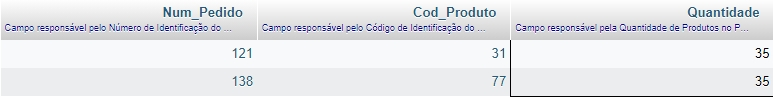 Num_Pedido Cod_Produto Quantidade
Campo responsável pelo Número de Identificação do ... Campo responsável pelo Código de Identificação do ... Campo responsável pela Quantidade de Produtos no P...
121 31 35
138 77 35